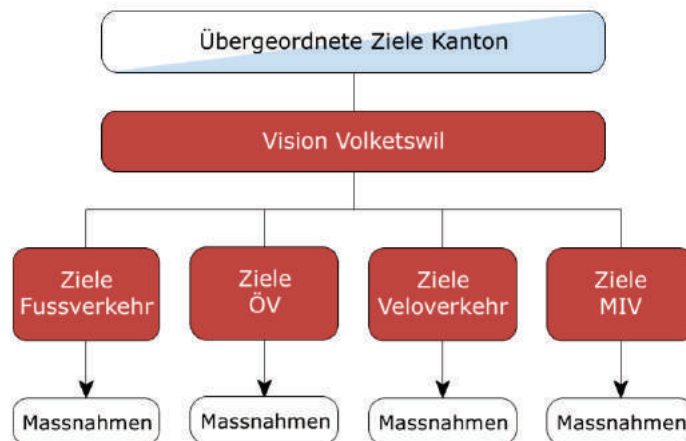 Übergeordnete Ziele Kanton
Vision Volketswil
Ziele
Fussverkehr
Ziele
ÖV
Ziele
Veloverkehr
Ziele
MIV
Massnahmen
Massnahmen
Massnahmen
Massnahmen